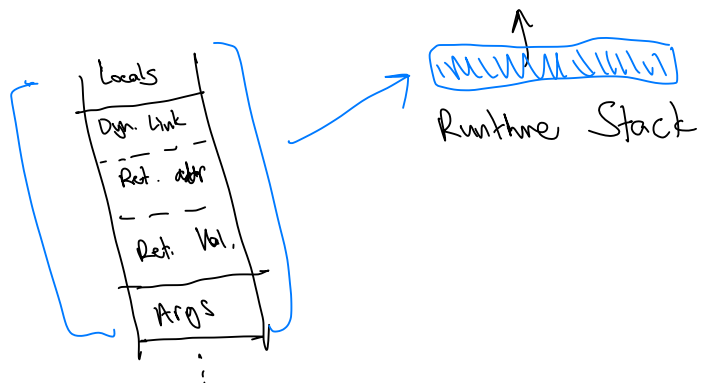 Locals
Dyn. Link
Ret. addr
Ret. Val.
Args
Runtime Stack